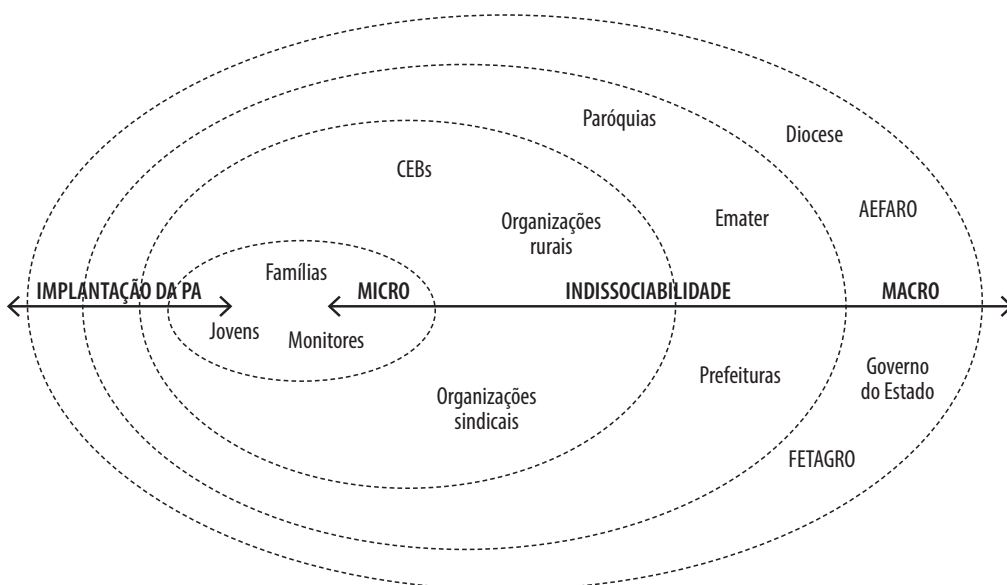 Paróquias
Diocese
CEBs
AEFARO
Organizações
rurais
Emater
Famílias
IMPLANTAÇÃO DA PA
MICRO
INDISSOCIABILIDADE
MACRO
Jovens
Monitores
Prefeituras
Governo
do Estado
Organizações
sindicais
FETAGRO